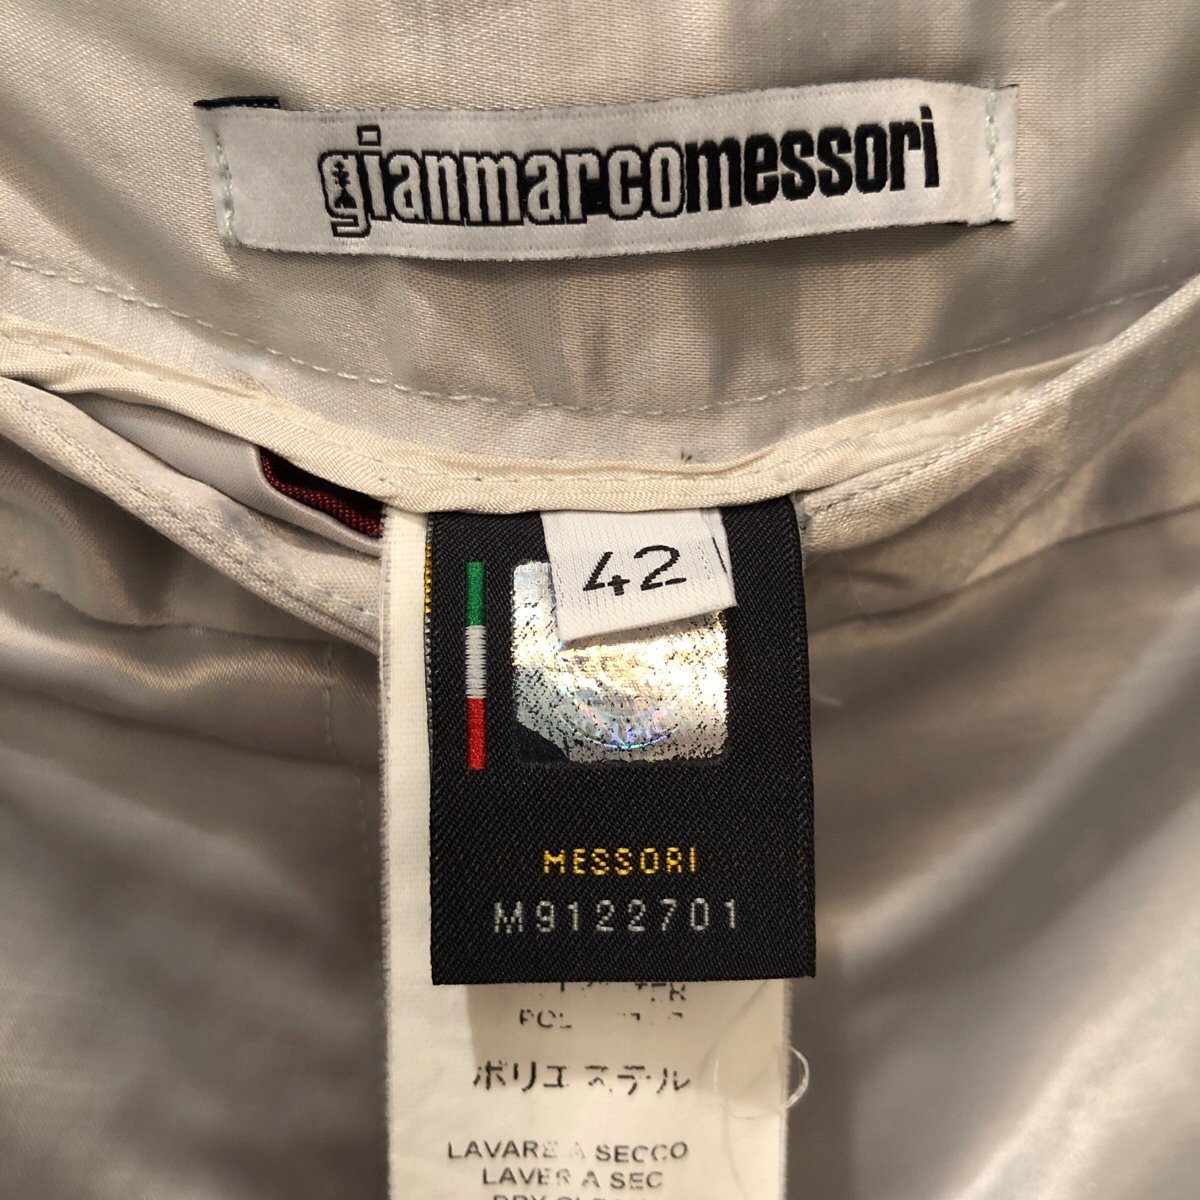 gianmarcomessori
42
MESSORI
M9122701
ポリエステル
LAVARE A SECCO
LAVER A SEC